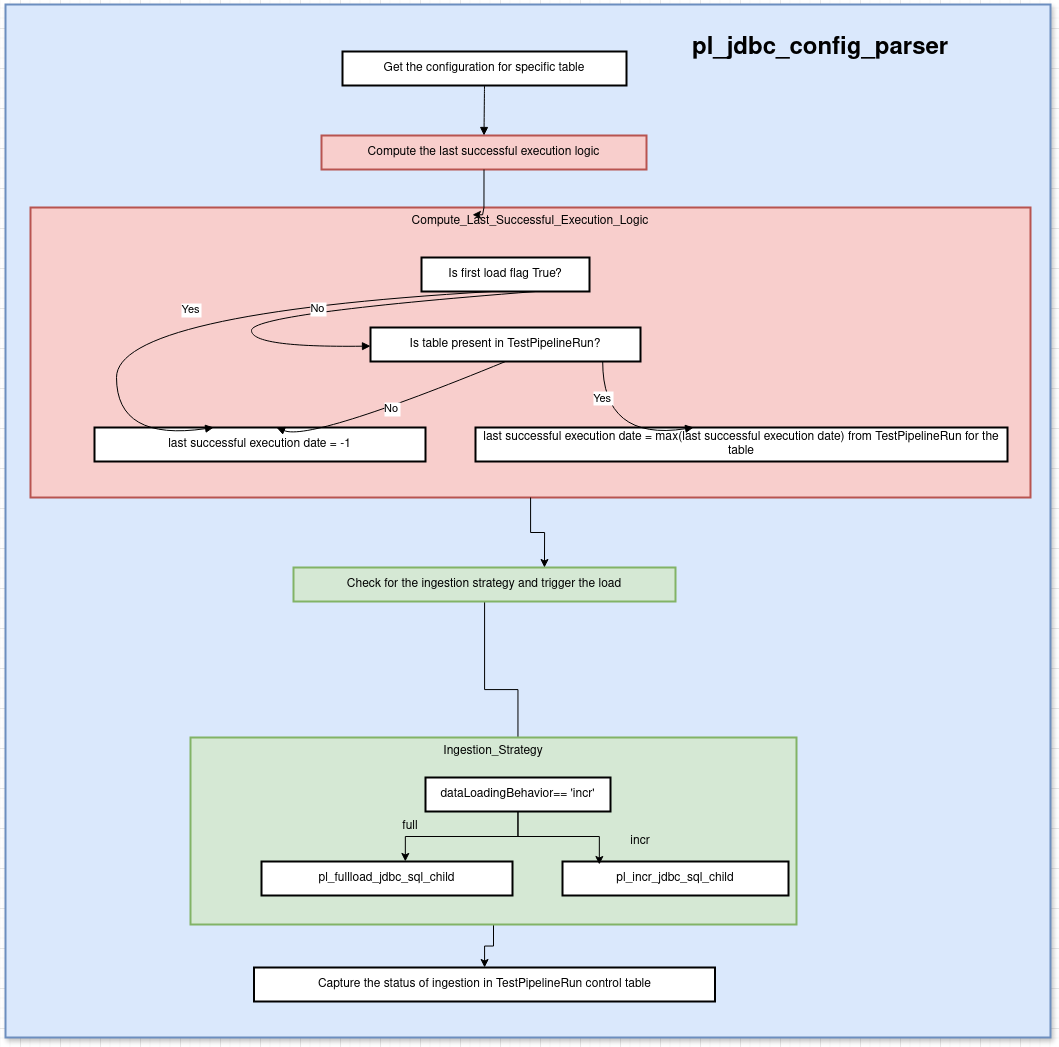 pl_jdbc_config_parser
Get the configuration for specific table
Compute the last successful execution logic
Compute_Last_Successful_Execution_Logic
Is first load flag True?
Yes
No
Is table present in TestPipelineRun?
Yes
No
last successful execution date = -1
last successful execution date = max(last successful execution date) from TestPipelineRun for the
table
Check for the ingestion strategy and trigger the load
Ingestion_Strategy
dataLoadingBehavior== 'incr'
full
incr
pl_fullload_jdbc_sql_child
pl_incr_jdbc_sql_child
Capture the status of ingestion in TestPipelineRun control table